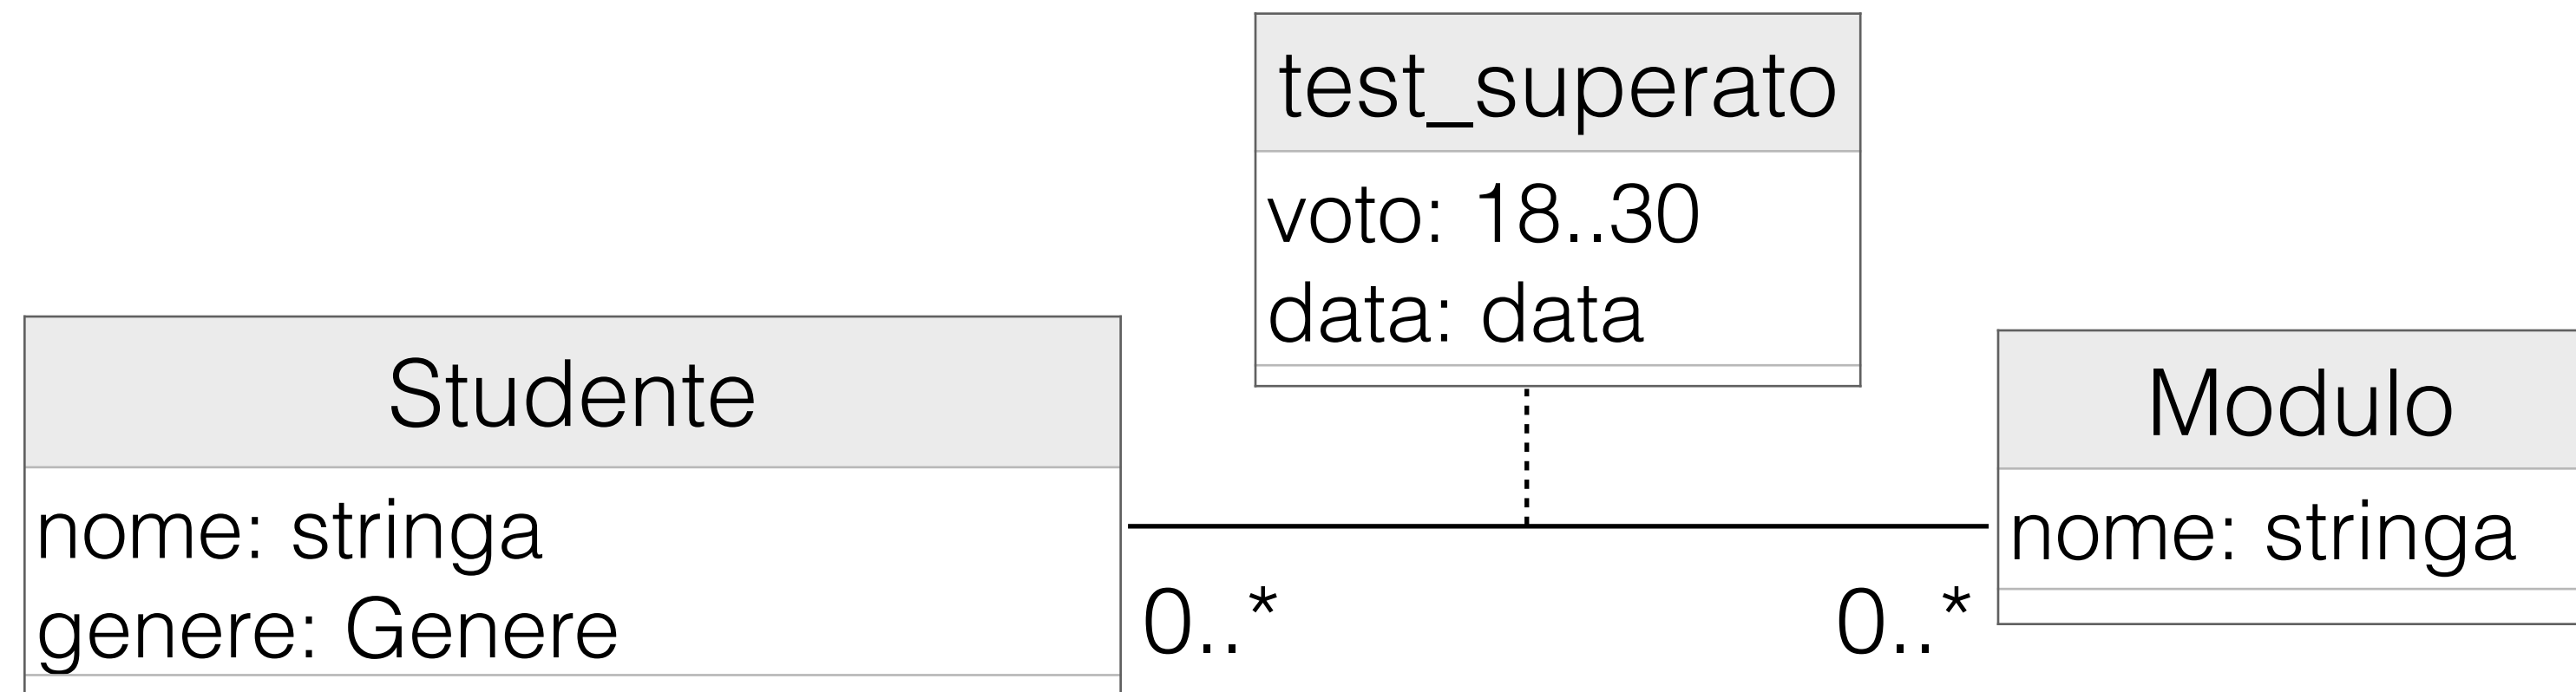 test_superato
voto: 18..30
data: data
Studente
nome: stringa
genere: Genere
0..*
0..*
Modulo
nome: stringa